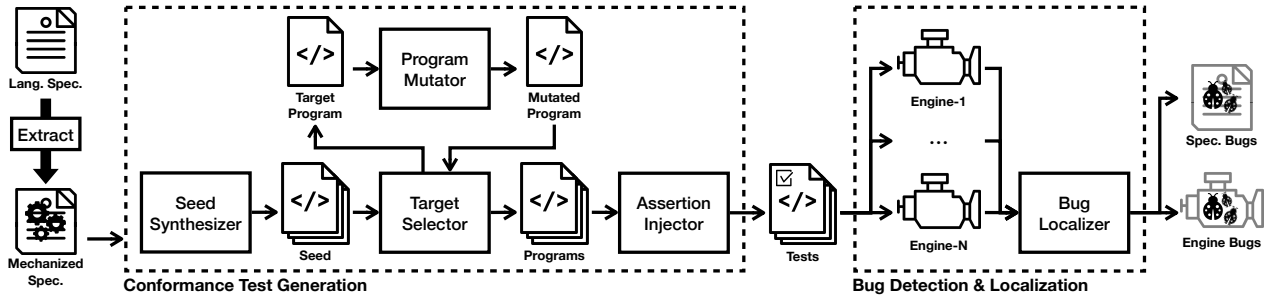 Lang. Spec.
Extract
Mechanized
Spec.
</>
Target
Program
Program
Mutator
</>
Mutated
Program
Seed
Synthesizer
</>
Seed
Target
Selector
</>
Programs
Assertion
Injector
Conformance Test Generation
</>
Tests
Engine-1
...
Engine-N
Bug
Localizer
Bug Detection & Localization
Spec. Bugs
Engine Bugs